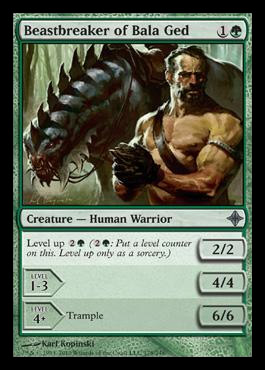 Beastbreaker of Bala Ged 1
Creature — Human Warrior
Level up 2 (2: Put a level counter
on this. Level up only as a sorcery.)
2/2
LEVEL
1-3
4/4
LEVEL
4+
Trample
6/6
Karl Kopinski